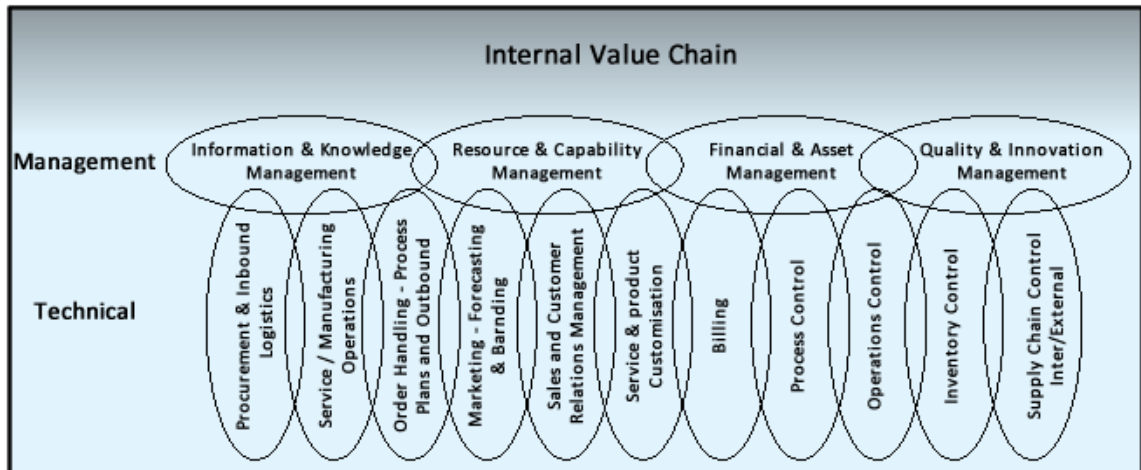 Internal Value Chain
Management
Information & Knowledge
Management
Resource & Capability
Management
Financial & Asset
Management
Quality & Innovation
Management
Technical
Procurement & Inbound
Logistics
Service / Manufacturing
Operations
Order Handling - Process
Plans and Outbound
Marketing - Forecasting
& Barnding
Sales and Customer
Relations Management
Service & product
Customisation
Billing
Process Control
Operations Control
Inventory Control
Supply Chain Control
Inter/External